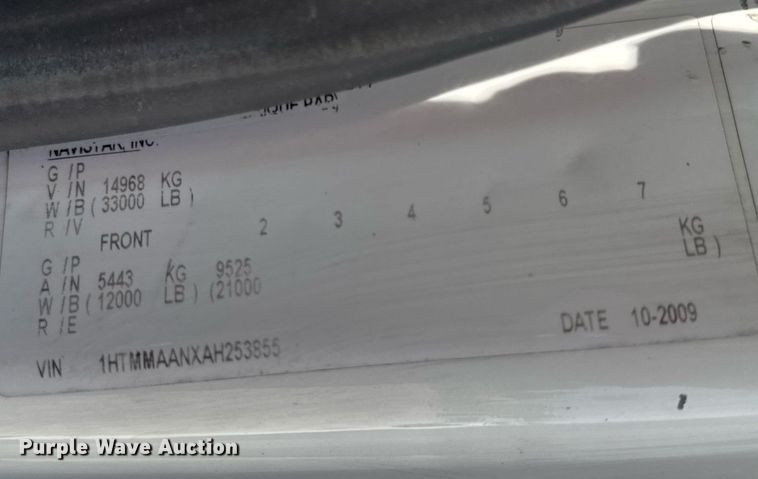 NAVISTAR, INC.
G /P
V /N 14968 KG
W/B ( 33000 LB )
R /V
FRONT 2 3 4 5 6 7
G /P
A /N 5443 KG 9525 KG
W/B ( 12000 LB ) (21000 LB )
R /E
VIN 1HTMMAANXAH253855 DATE 10-2009
Purple Wave Auction